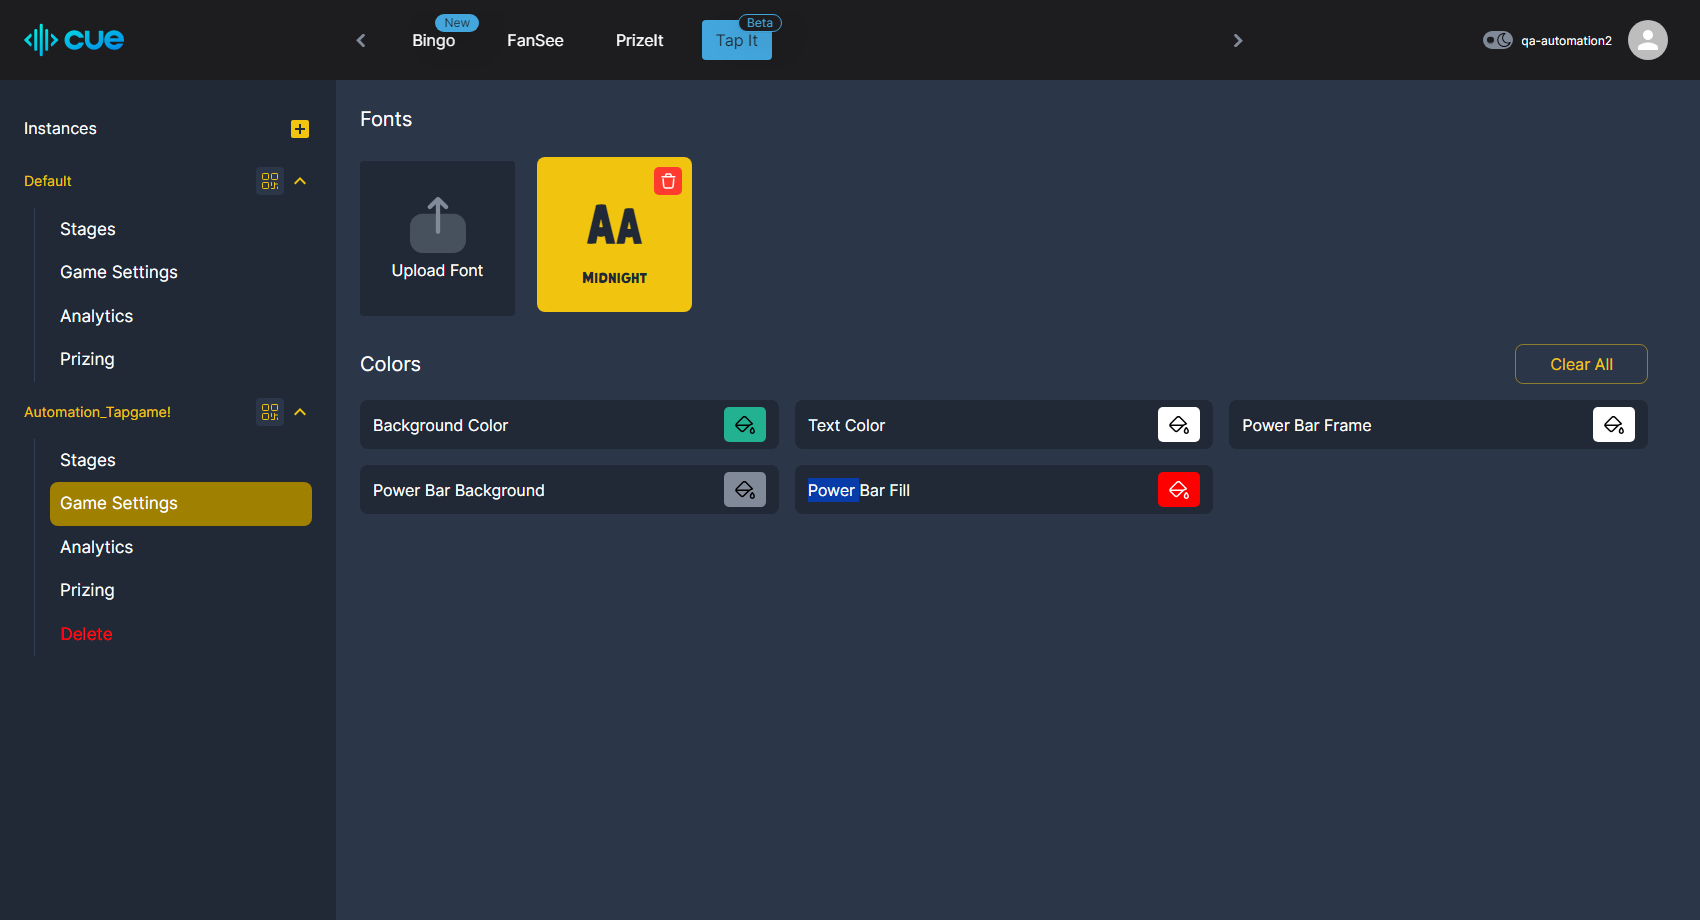 cue
New
Bingo
FanSee
PrizeIt
Beta
Tap It
qa-automation2
Instances
Default
Stages
Game Settings
Analytics
Prizing
Automation_Tapgame!
Stages
Game Settings
Analytics
Prizing
Delete
Fonts
Upload Font
AA
MIDNIGHT
Colors
Clear All
Background Color
Text Color
Power Bar Frame
Power Bar Background
Power Bar Fill